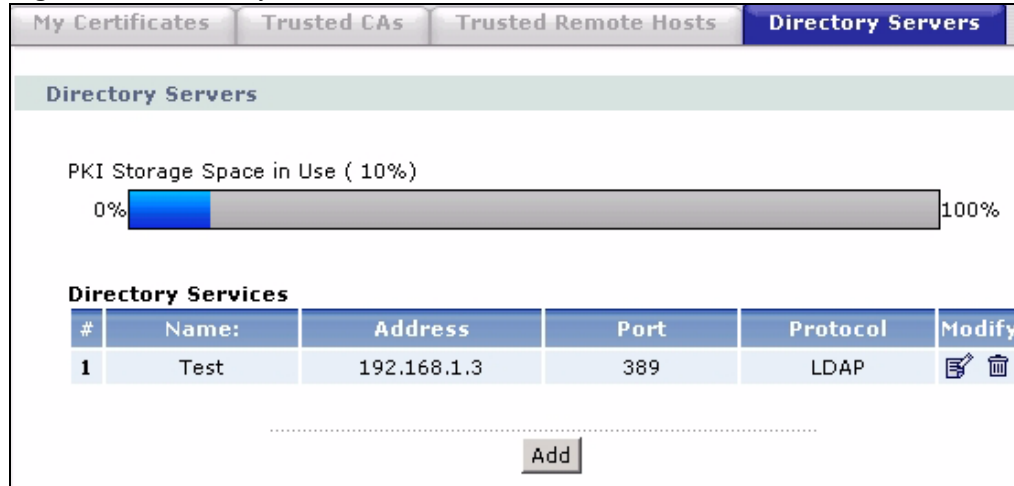 My Certificates Trusted CAs Trusted Remote Hosts Directory Servers
Directory Servers
PKI Storage Space in Use ( 10%)
0% 100%
Directory Services
# Name: Address Port Protocol Modify
1 Test 192.168.1.3 389 LDAP
Add